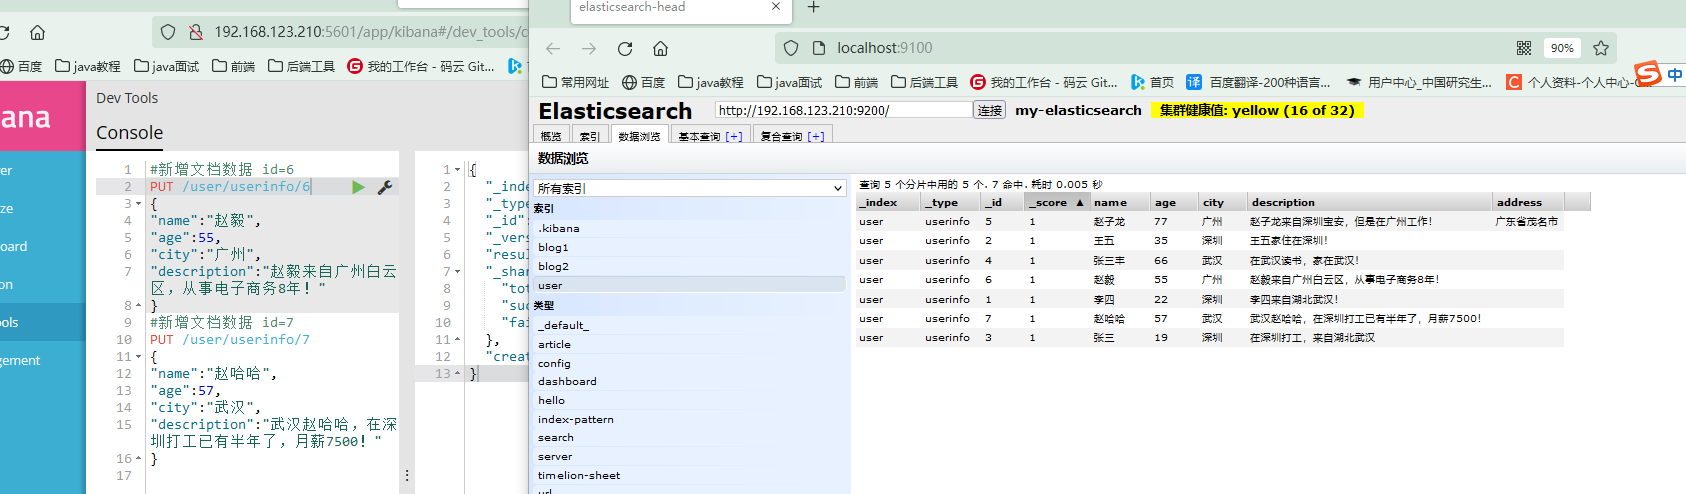 192.168.123.210:5601/app/kibana#/dev_tools/c
百度 java教程 java面试 前端 后端工具 我的工作台 - 码云 Git...
Dev Tools
Console
bana
ver
ize
board
ion
ools
gement
1 #新增文档数据 id=6
2 PUT /user/userinfo/6
3 {
4 "name":"赵毅",
5 "age":55,
6 "city":"广州",
7 "description":"赵毅来自广州白云
区，从事电子商务8年！"
8 }
9 #新增文档数据 id=7
10 PUT /user/userinfo/7
11 {
12 "name":"赵哈哈",
13 "age":57,
14 "city":"武汉",
15 "description":"武汉赵哈哈，在深
圳打工已有半年了，月薪7500！"
16 }
17
1 {
2 "_inde
3 "_type
4 "_id"
5 "_vers
6 "resul
7 "_shar
8 "tot
9 "suc
10 "fai
11 },
12 "creat
13 }
elasticsearch-head
localhost:9100
90%
常用网址 百度 java教程 java面试 前端 后端工具 我的工作台 - 码云 Git... 首页 百度翻译-200种语言... 用户中心_中国研究生... 个人资料-个人中心-C
中
Elasticsearch http://192.168.123.210:9200/ 连接 my-elasticsearch 集群健康值: yellow (16 of 32)
概览 索引 数据浏览 基本查询 [+] 复合查询 [+]
数据浏览
所有索引
索引
.kibana
blog1
blog2
user
类型
_default_
article
config
dashboard
hello
index-pattern
search
server
timelion-sheet
url
查询 5 个分片中用的 5 个. 7 命中. 耗时 0.005 秒
_index _type _id _score ▲ name age city description address
user userinfo 5 1 赵子龙 77 广州 赵子龙来自深圳宝安，但是在广州工作！ 广东省茂名市
user userinfo 2 1 王五 35 深圳 王五家住在深圳！
user userinfo 4 1 张三丰 66 武汉 在武汉读书，家在武汉！
user userinfo 6 1 赵毅 55 广州 赵毅来自广州白云区，从事电子商务8年！
user userinfo 1 1 李四 22 深圳 李四来自湖北武汉！
user userinfo 7 1 赵哈哈 57 武汉 武汉赵哈哈，在深圳打工已有半年了，月薪7500！
user userinfo 3 1 张三 19 深圳 在深圳打工，来自湖北武汉